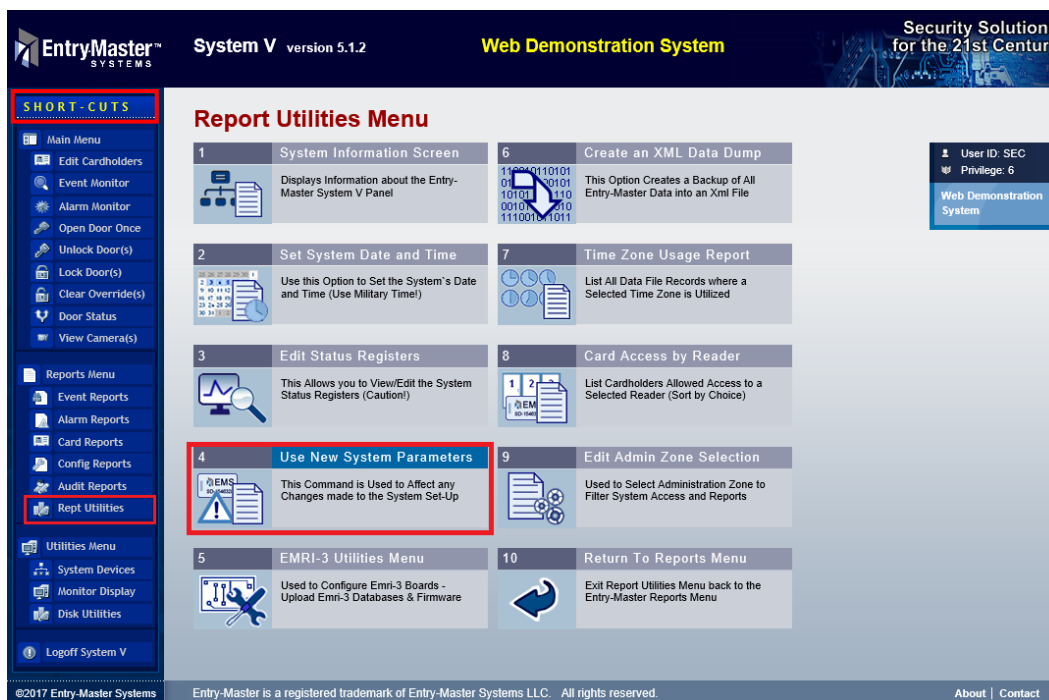 EntryMaster™
SYSTEMS
System V version 5.1.2
Web Demonstration System
Security Solution
for the 21st Centur
SHORT-CUTS
Main Menu
Edit Cardholders
Event Monitor
Alarm Monitor
Open Door Once
Unlock Door(s)
Lock Door(s)
Clear Override(s)
Door Status
View Camera(s)
Reports Menu
Event Reports
Alarm Reports
Card Reports
Config Reports
Audit Reports
Rept Utilities
Utilities Menu
System Devices
Monitor Display
Disk Utilities
Logoff System V
Report Utilities Menu
1 System Information Screen
Displays Information about the Entry-
Master System V Panel
2 Set System Date and Time
Use this Option to Set the System`s Date
and Time (Use Military Time!)
3 Edit Status Registers
This Allows you to View/Edit the System
Status Registers (Caution!)
4 Use New System Parameters
EMS
This Command is Used to Affect any
Changes made to the System Set-Up
5 EMRI-3 Utilities Menu
Used to Configure Emri-3 Boards -
Upload Emri-3 Databases & Firmware
6 Create an XML Data Dump
This Option Creates a Backup of All
Entry-Master Data into an Xml File
7 Time Zone Usage Report
List All Data File Records where a
Selected Time Zone is Utilized
8 Card Access by Reader
1 2
EM
List Cardholders Allowed Access to a
Selected Reader (Sort by Choice)
9 Edit Admin Zone Selection
Used to Select Administration Zone to
Filter System Access and Reports
10 Return To Reports Menu
Exit Report Utilities Menu back to the
Entry-Master Reports Menu
User ID: SEC
Privilege: 6
Web Demonstration
System
©2017 Entry-Master Systems
Entry-Master is a registered trademark of Entry-Master Systems LLC. All rights reserved.
About | Contact